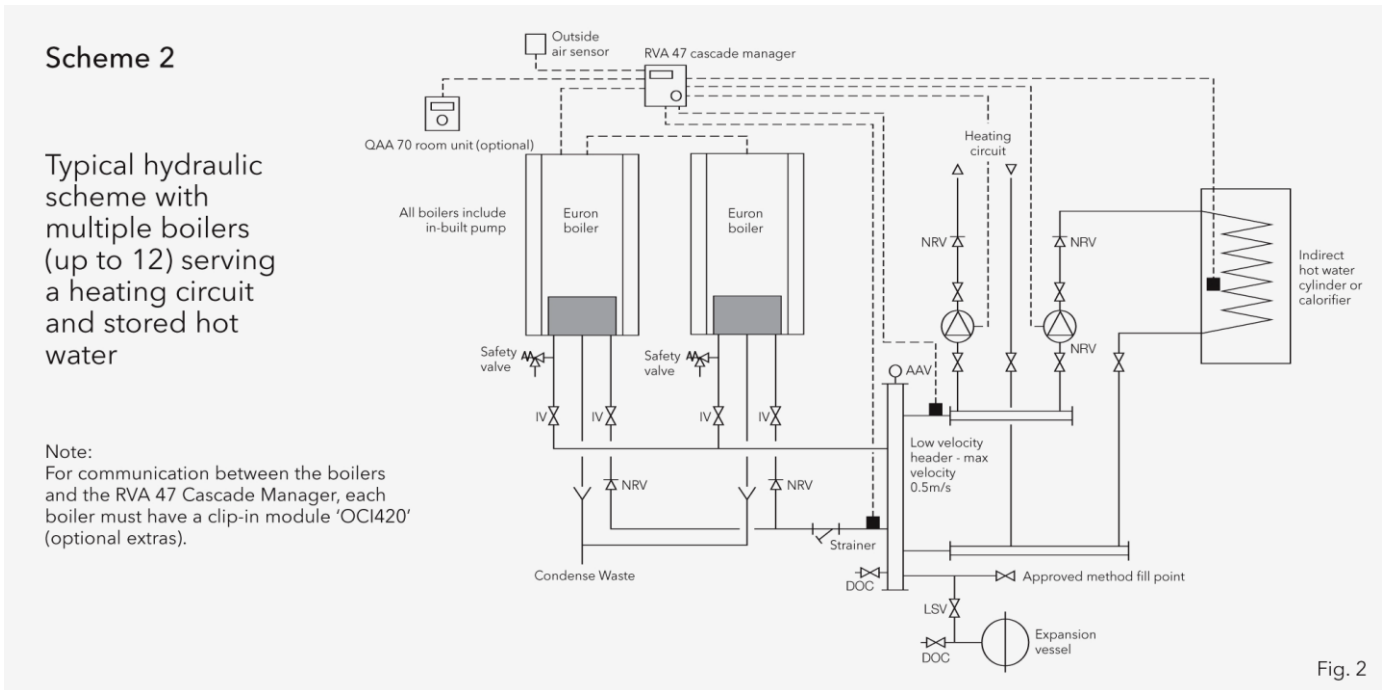 Scheme 2
Typical hydraulic
scheme with
multiple boilers
(up to 12) serving
a heating circuit
and stored hot
water
Note:
For communication between the boilers
and the RVA 47 Cascade Manager, each
boiler must have a clip-in module ‘OCI420’
(optional extras).
Outside
air sensor
RVA 47 cascade manager
QAA 70 room unit (optional)
All boilers include
in-built pump
Euron
boiler
Euron
boiler
Heating
circuit
NRV
NRV
NRV
Indirect
hot water
cylinder or
calorifier
Safety
valve
Safety
valve
AAV
IV
IV
IV
IV
Low velocity
header - max
velocity
0.5m/s
NRV
NRV
Strainer
Condense Waste
DOC
Approved method fill point
LSV
DOC
Expansion
vessel
Fig. 2